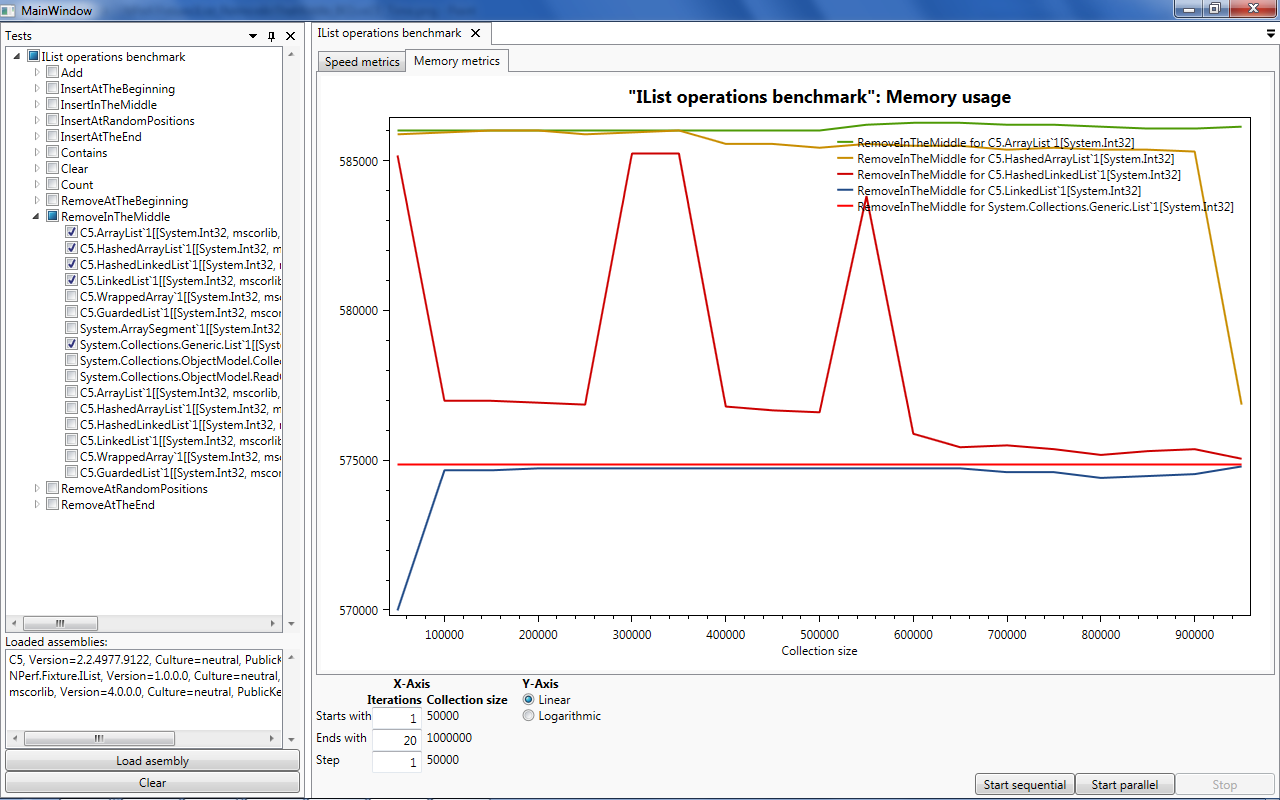 MainWindow
Tests
IList operations benchmark
Add
InsertAtTheBeginning
InsertInTheMiddle
InsertAtRandomPositions
InsertAtTheEnd
Contains
Clear
Count
RemoveAtTheBeginning
RemoveInTheMiddle
C5.ArrayList`1[[System.Int32, mscorlib,
C5.HashedArrayList`1[[System.Int32, m
C5.HashedLinkedList`1[[System.Int32, 
C5.LinkedList`1[[System.Int32, mscorlib
C5.WrappedArray`1[[System.Int32, msc
C5.GuardedList`1[[System.Int32, mscor
System.ArraySegment`1[[System.Int32,
System.Collections.Generic.List`1[[Syst
System.Collections.ObjectModel.Collec
System.Collections.ObjectModel.Read
C5.ArrayList`1[[System.Int32, mscorlib,
C5.HashedArrayList`1[[System.Int32, m
C5.HashedLinkedList`1[[System.Int32, 
C5.LinkedList`1[[System.Int32, mscorlib
C5.WrappedArray`1[[System.Int32, msc
C5.GuardedList`1[[System.Int32, mscor
RemoveAtRandomPositions
RemoveAtTheEnd
Loaded assemblies:
C5, Version=2.2.4977.9122, Culture=neutral, PublicK
NPerf.Fixture.IList, Version=1.0.0.0, Culture=neutral,
mscorlib, Version=4.0.0.0, Culture=neutral, PublicKe
Load asembly
Clear
IList operations benchmark
Speed metrics
Memory metrics
"IList operations benchmark": Memory usage
RemoveInTheMiddle for C5.ArrayList`1[System.Int32]
RemoveInTheMiddle for C5.HashedArrayList`1[System.Int32]
RemoveInTheMiddle for C5.HashedLinkedList`1[System.Int32]
RemoveInTheMiddle for C5.LinkedList`1[System.Int32]
RemoveInTheMiddle for System.Collections.Generic.List`1[System.Int32]
585000
580000
575000
570000
100000 200000 300000 400000 500000 600000 700000 800000 900000
Collection size
X-Axis
Iterations Collection size
Starts with 1 50000
Ends with 20 1000000
Step 1 50000
Y-Axis
Linear
Logarithmic
Start sequential
Start parallel
Stop